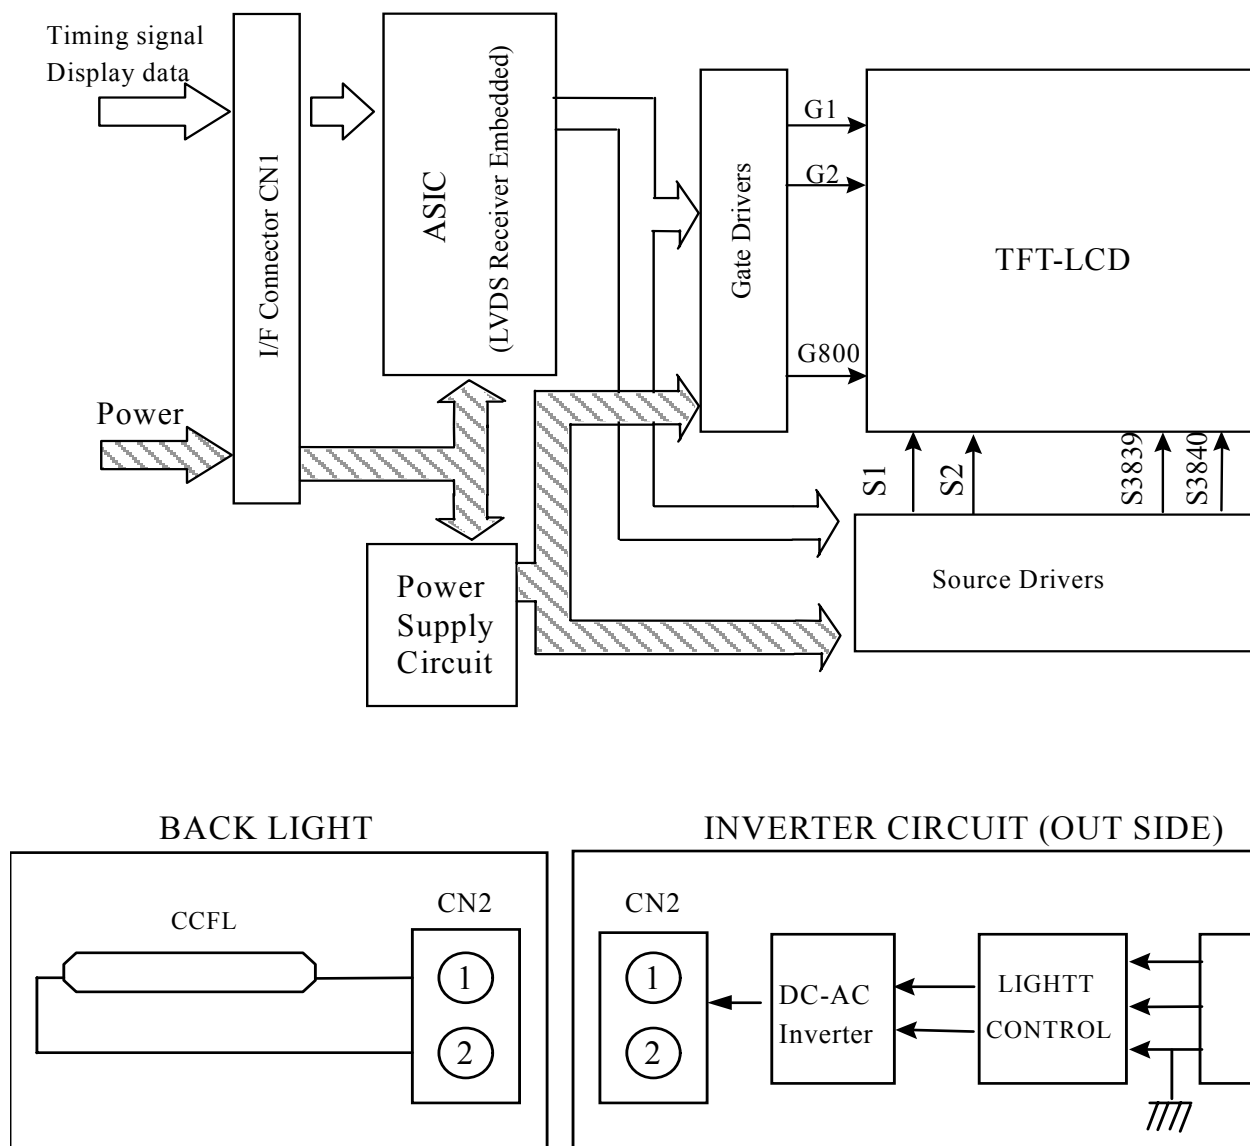 Timing signal
Display data
I/F Connector CN1
ASIC
(LVDS Receiver Embedded)
Gate Drivers
G1
G2
G800
TFT-LCD
Power
S1
S2
S3839
S3840
Power
Supply
Circuit
Source Drivers
BACK LIGHT
CCFL
CN2
1
2
INVERTER CIRCUIT (OUT SIDE)
CN2
1
2
DC-AC
Inverter
LIGHTT
CONTROL